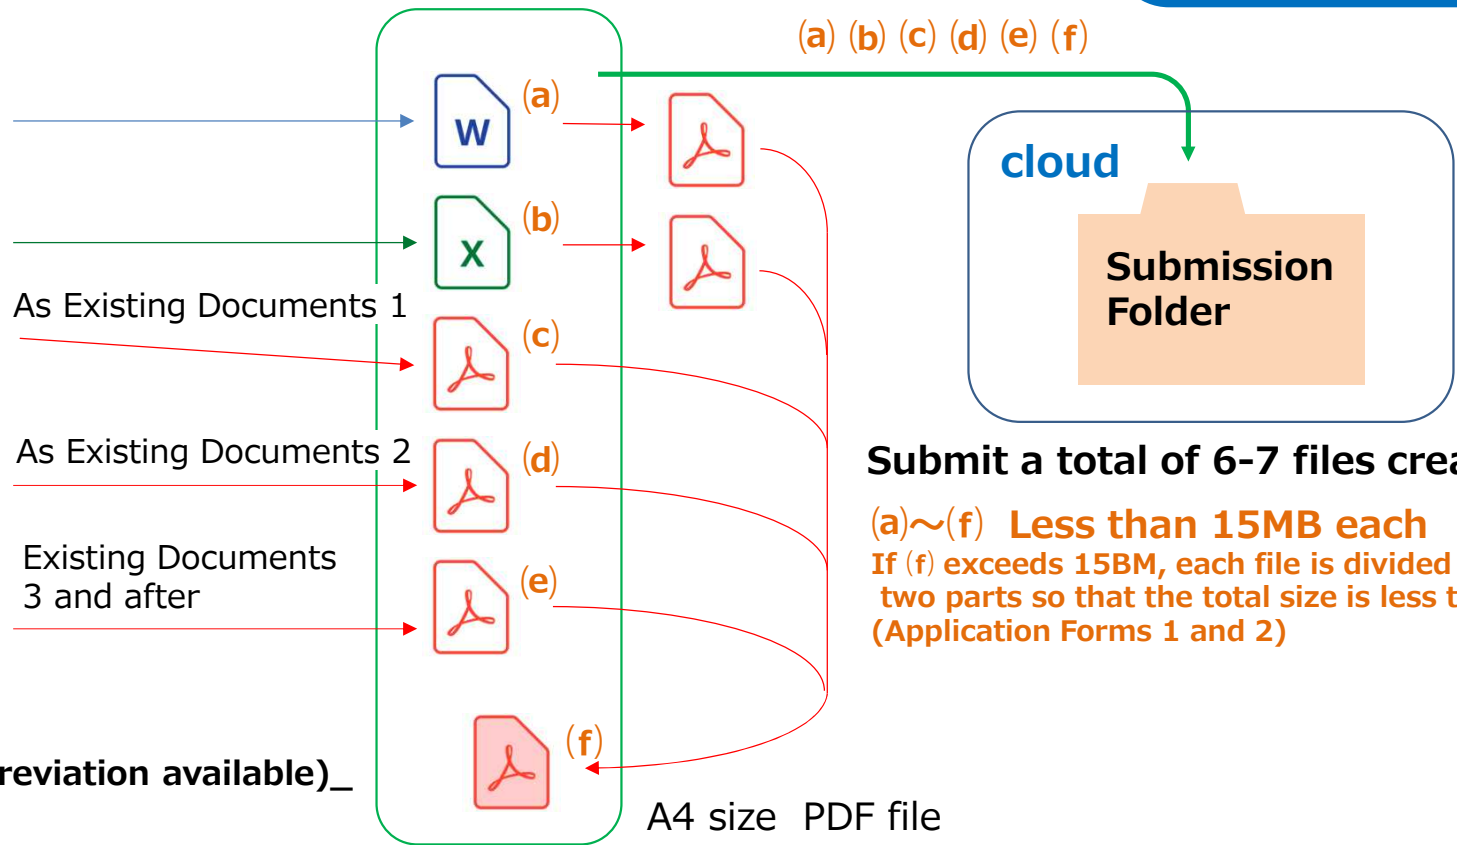 (a) (b) (c) (d) (e) (f)
(a)
W
cloud
(b)
X
Submission
Folder
As Existing Documents 1
(c)
As Existing Documents 2
(d)
Submit a total of 6-7 files crea
(a)～(f) Less than 15MB each
If (f) exceeds 15BM, each file is divided
two parts so that the total size is less t
(Application Forms 1 and 2)
Existing Documents
3 and after
(e)
(f)
reviation available)_
A4 size PDF file